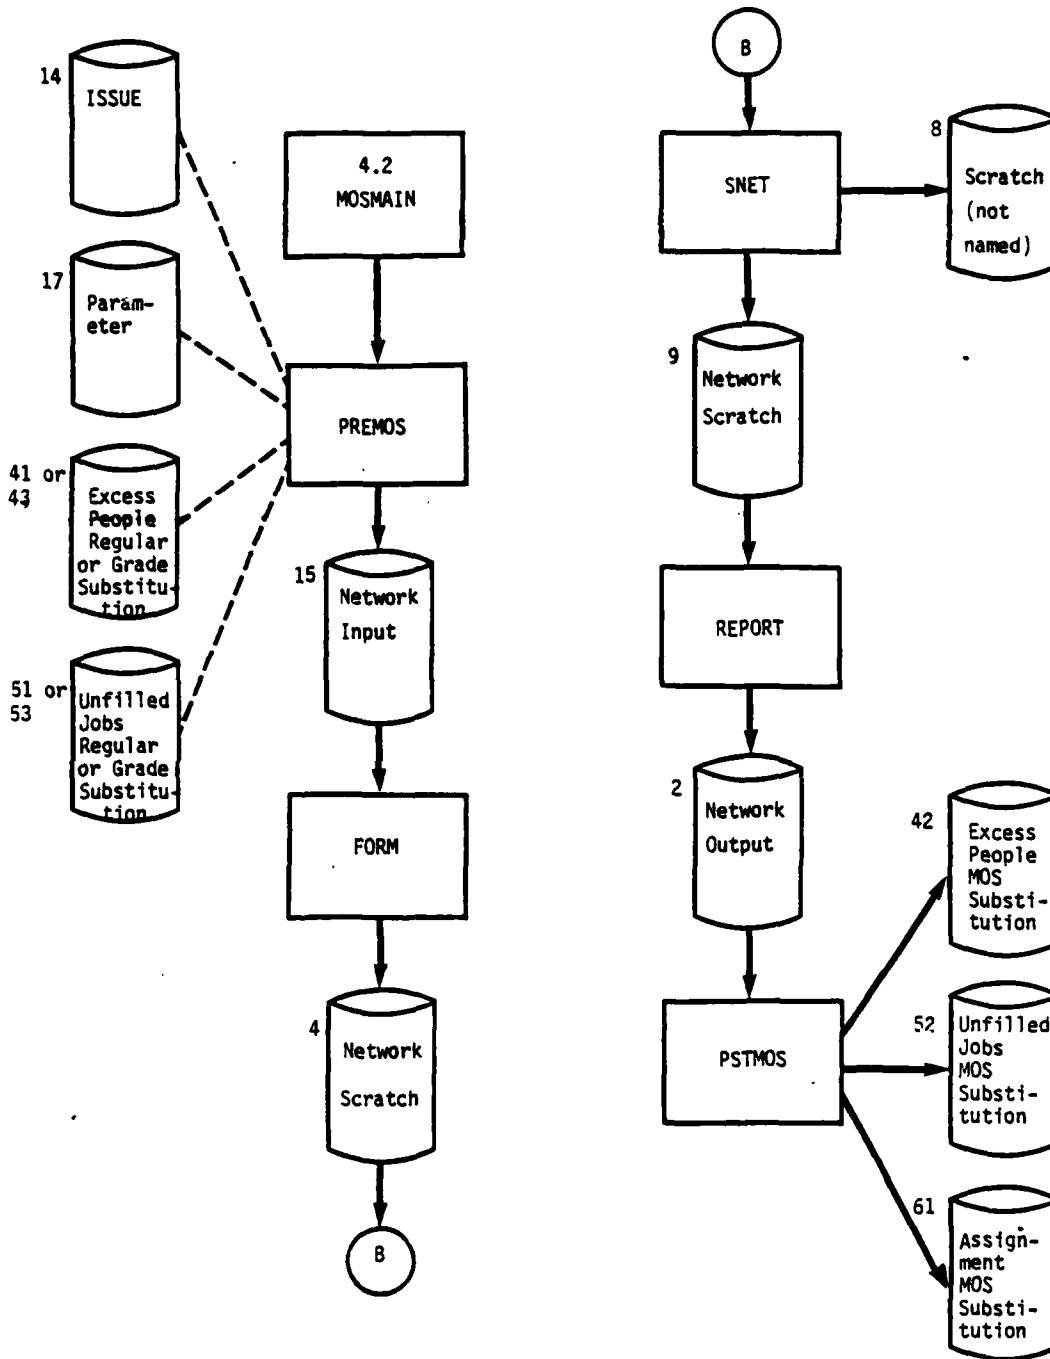 14
ISSUE
4.2
MOSMAIN
17
Param-
eter
PREMOS
41 or
43
Excess
People
Regular
or Grade
Substitu-
tion
15
Network
Input
51 or
53
Unfilled
Jobs
Regular
or Grade
Substitu-
tion
FORM
4
Network
Scratch
B
B
SNET
8
Scratch
(not
named)
9
Network
Scratch
REPORT
2
Network
Output
PSTMOS
42
Excess
People
MOS
Substi-
tution
52
Unfilled
Jobs
MOS
Substi-
tution
61
Assign-
ment
MOS
Substi-
tution